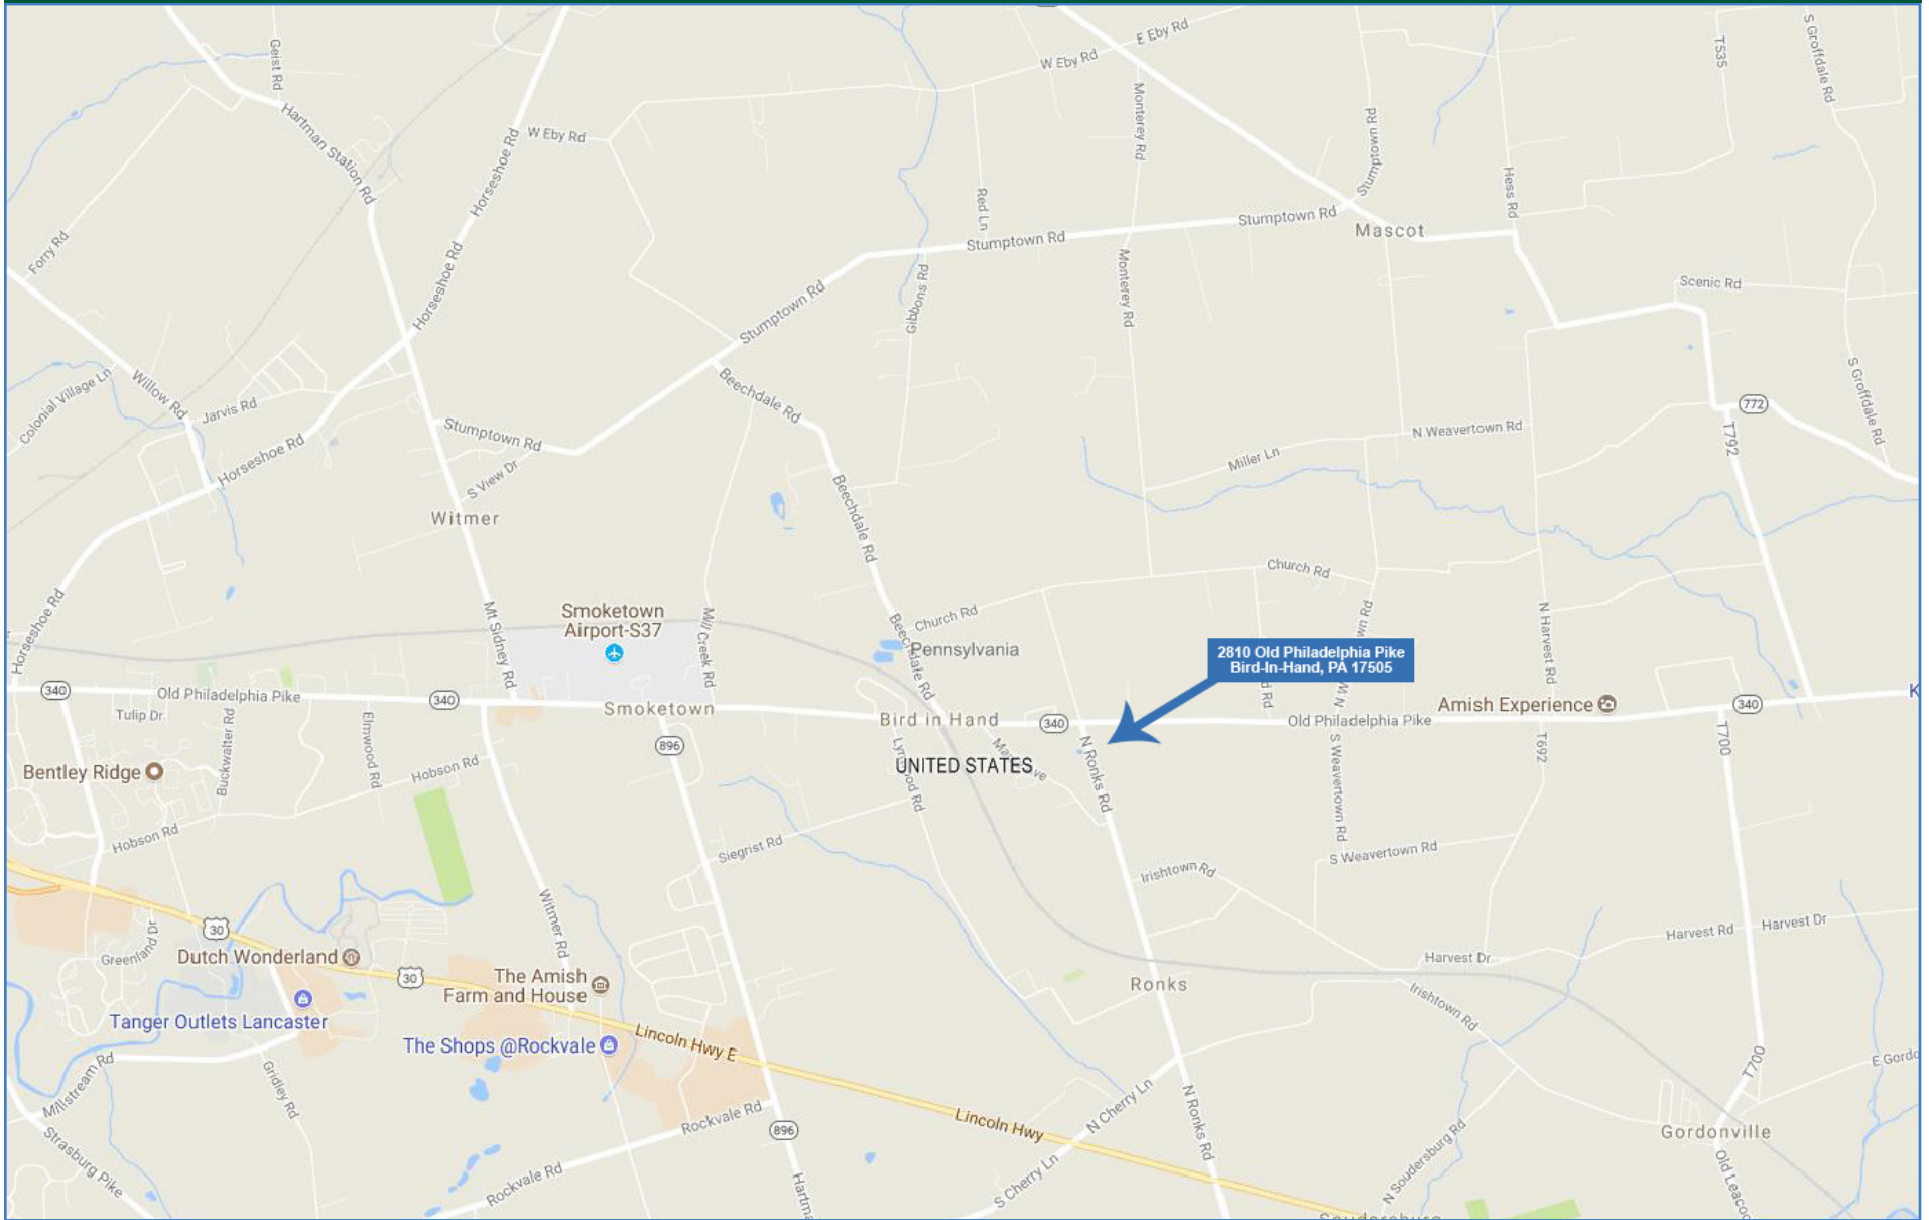 Geist Rd
W Eby Rd
E Eby Rd
T535
S Groffdale Rd
Hartman Station Rd
Horseshoe Rd
W Eby Rd
Monterey Rd
Stumptown Rd
Hess Rd
Red Ln
Stumptown Rd
Stumptown Rd
Mascot
Forry Rd
Horseshoe Rd
Gibbons Rd
Monterey Rd
Scenic Rd
Stumptown Rd
Colonial Village Ln
Willow Rd
Jarvis Rd
Beechdale Rd
S Groffdale Rd
772
Horseshoe Rd
Stumptown Rd
N Weavertown Rd
T792
S View Dr
Miller Ln
Witmer
Beechdale Rd
Church Rd
Horseshoe Rd
Mt Sidney Rd
Smoketown
Airport-S37
Mill Creek Rd
Beechdale Rd
Church Rd
Pennsylvania
own Rd
N Harvest Rd
2810 Old Philadelphia Pike
Bird-In-Hand, PA 17505
d Rd
340
Old Philadelphia Pike
340
Smoketown
Bird in Hand
340
Old Philadelphia Pike
Amish Experience
340
K
Tulip Dr
Buckwalter Rd
Elmwood Rd
896
N Ronks Rd
S Weavertown Rd
T692
T700
Bentley Ridge
Hobson Rd
UNITED STATES
Hobson Rd
Siegrist Rd
S Weavertown Rd
Irishtown Rd
Witmer Rd
30
Greenland Dr
Dutch Wonderland
30
The Amish
Farm and House
Harvest Rd
Harvest Dr
Harvest Dr
Ronks
Irishtown Rd
Tanger Outlets Lancaster
The Shops @Rockvale
Lincoln Hwy E
Millstream Rd
Gridley Rd
T700
E Gordo
N Cherry Ln
N Ronks Rd
Rockvale Rd
896
Lincoln Hwy
Gordonville
Strasburg Pike
Rockvale Rd
Hartma
S Cherry Ln
N Soudersburg Rd
Old Leaco
Soudersburg